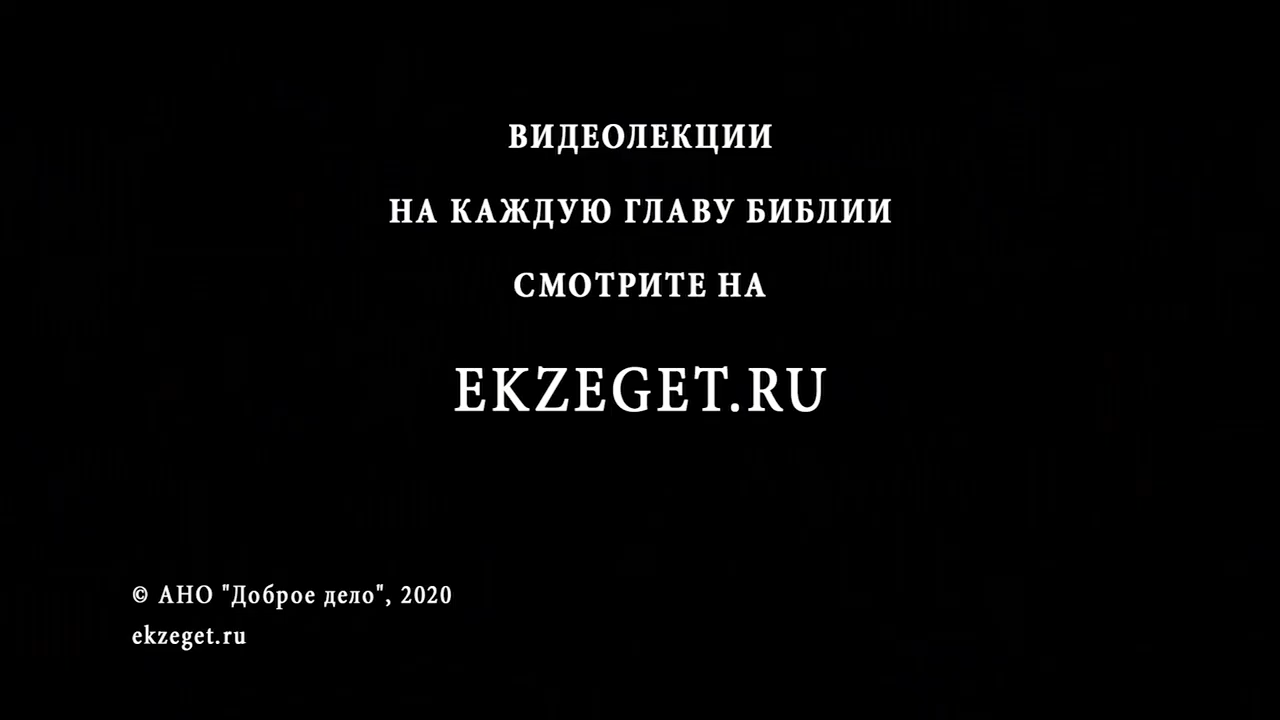 ВИДЕОЛЕКЦИИ
НА КАЖДУЮ ГЛАВУ БИБЛИИ
СМОТРИТЕ НА
EKZEGET.RU
© АНО "Доброе дело", 2020
ekzeget.ru